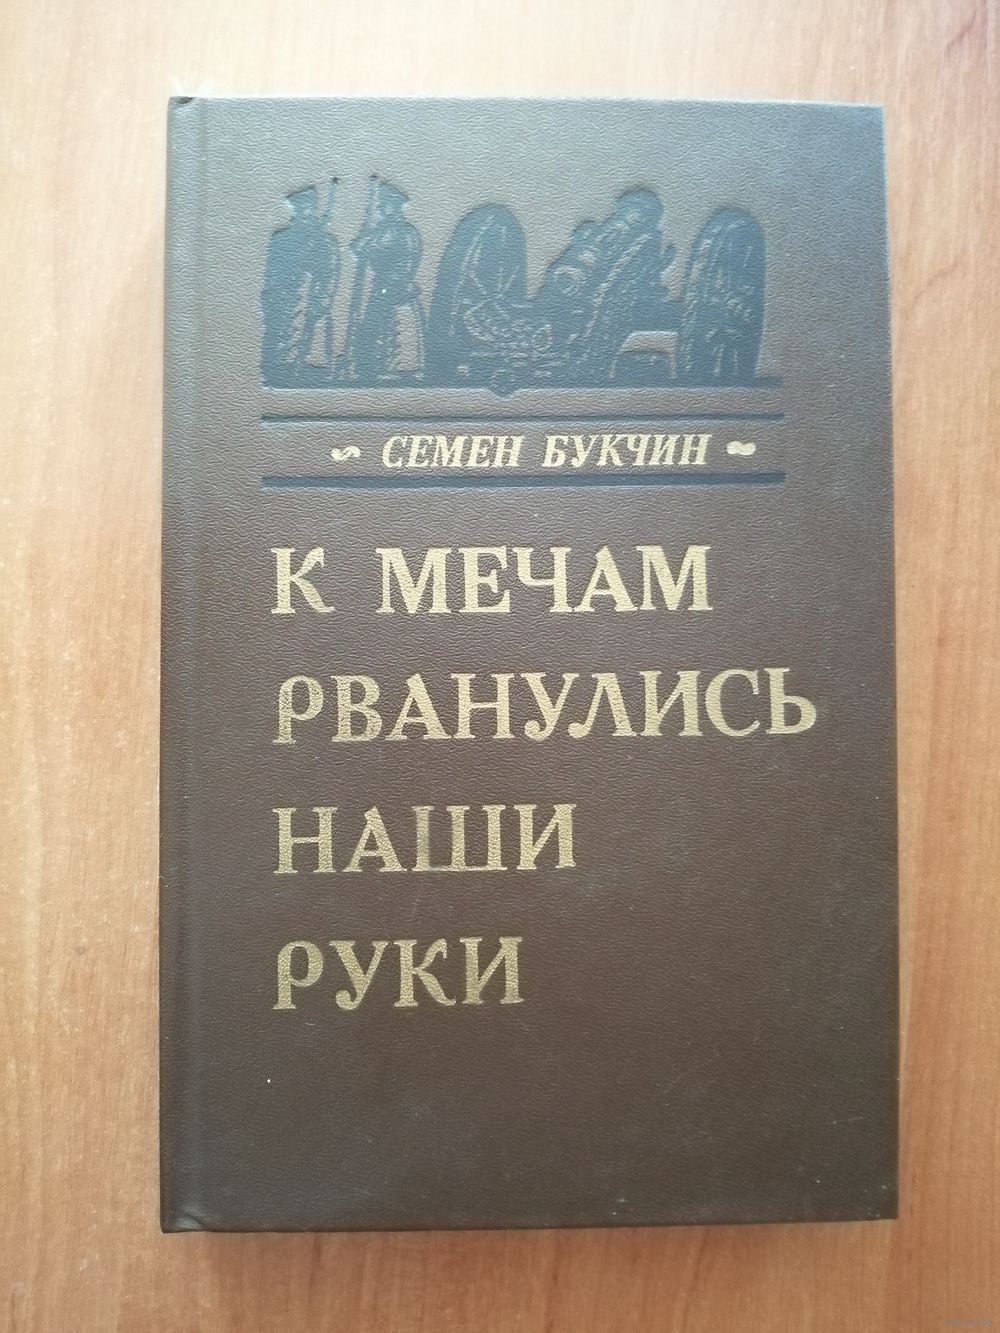 СЕМЕН БУКЧИН
К МЕЧАМ
РВАНУЛИСЬ
НАШИ
РУКИ